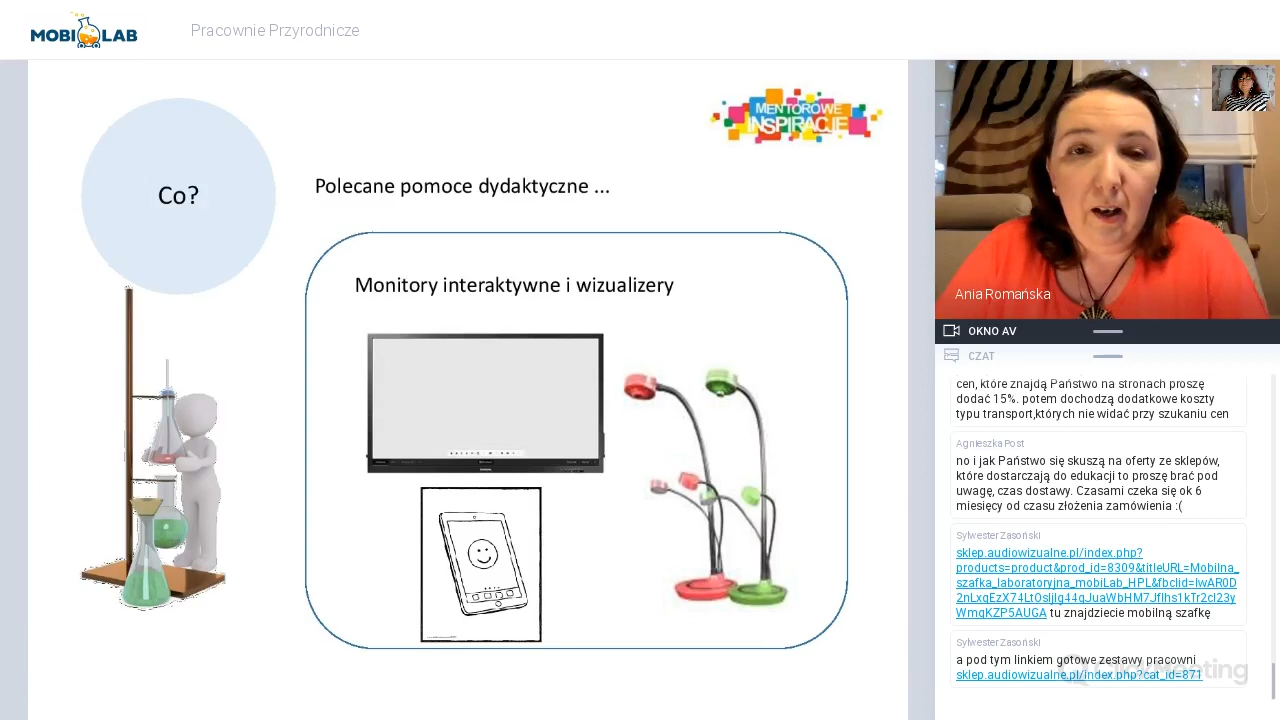 MOBILAB
Pracownie Przyrodnicze
MENTOROWE
INSPIRACJE
Co?
Polecane pomoce dydaktyczne ...
Monitory interaktywne i wizualizery
Ania Romańska
OKNO AV
CZAT
cen, które znajdą Państwo na stronach proszę
dodać 15%. potem dochodzą dodatkowe koszty
typu transport,których nie widać przy szukaniu cen
Agnieszka Post
no i jak Państwo się skuszą na oferty ze sklepów,
które dostarczają do edukacji to proszę brać pod
uwagę, czas dostawy. Czasami czeka się ok 6
miesięcy od czasu złożenia zamówienia :(
Sylwester Zasoński
sklep.audiowizualne.pl/index.php?
products=product&prod_id=8309&titleURL=Mobilna_
szafka_laboratoryjna_mobiLab_HPL&fbclid=IwAR0D
2nLxqEzX74LtOsIjlg44qJuaWbHM7Jflhs1kTr2cI23y
WmqKZP5AUGA tu znajdziecie mobilną szafkę
Sylwester Zasoński
a pod tym linkiem gotowe zestawy pracowni
sklep.audiowizualne.pl/index.php?cat_id=871
ClickMeeting